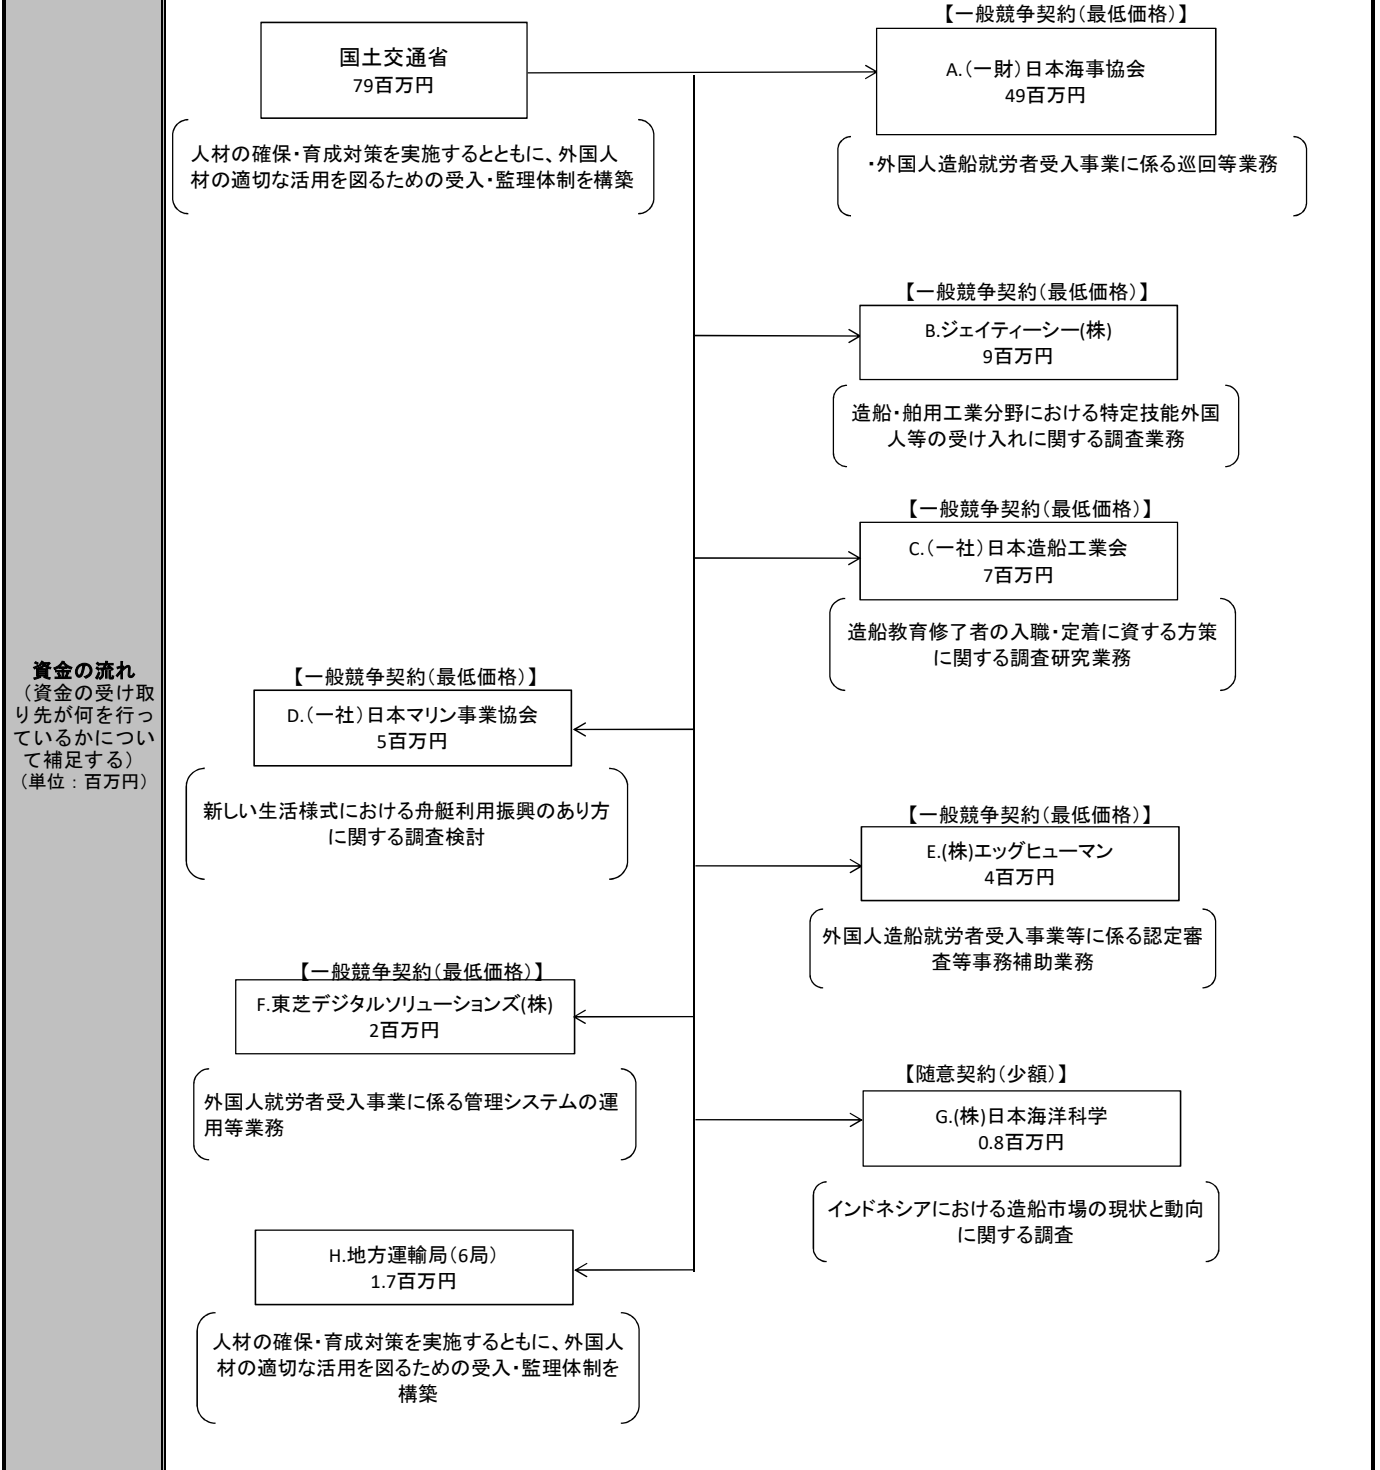 資金の流れ
（資金の受け取
り先が何を行っ
ているかについ
て補足する）
（単位：百万円）
国土交通省
79百万円
人材の確保・育成対策を実施するとともに、外国人
材の適切な活用を図るための受入・監理体制を構築
【一般競争契約（最低価格）】
A.（一財）日本海事協会
49百万円
・外国人造船就労者受入事業に係る巡回等業務
【一般競争契約（最低価格）】
B.ジェイティーシー(株)
9百万円
造船・舶用工業分野における特定技能外国
人等の受け入れに関する調査業務
【一般競争契約（最低価格）】
C.（一社）日本造船工業会
7百万円
造船教育修了者の入職・定着に資する方策
に関する調査研究業務
【一般競争契約（最低価格）】
D.（一社）日本マリン事業協会
5百万円
新しい生活様式における舟艇利用振興のあり方
に関する調査検討
【一般競争契約（最低価格）】
E.(株)エッグヒューマン
4百万円
外国人造船就労者受入事業等に係る認定審
査等事務補助業務
【一般競争契約（最低価格）】
F.東芝デジタルソリューションズ(株)
2百万円
外国人就労者受入事業に係る管理システムの運
用等業務
【随意契約（少額）】
G.(株)日本海洋科学
0.8百万円
インドネシアにおける造船市場の現状と動向
に関する調査
H.地方運輸局（6局）
1.7百万円
人材の確保・育成対策を実施するともに、外国人
材の適切な活用を図るための受入・監理体制を
構築